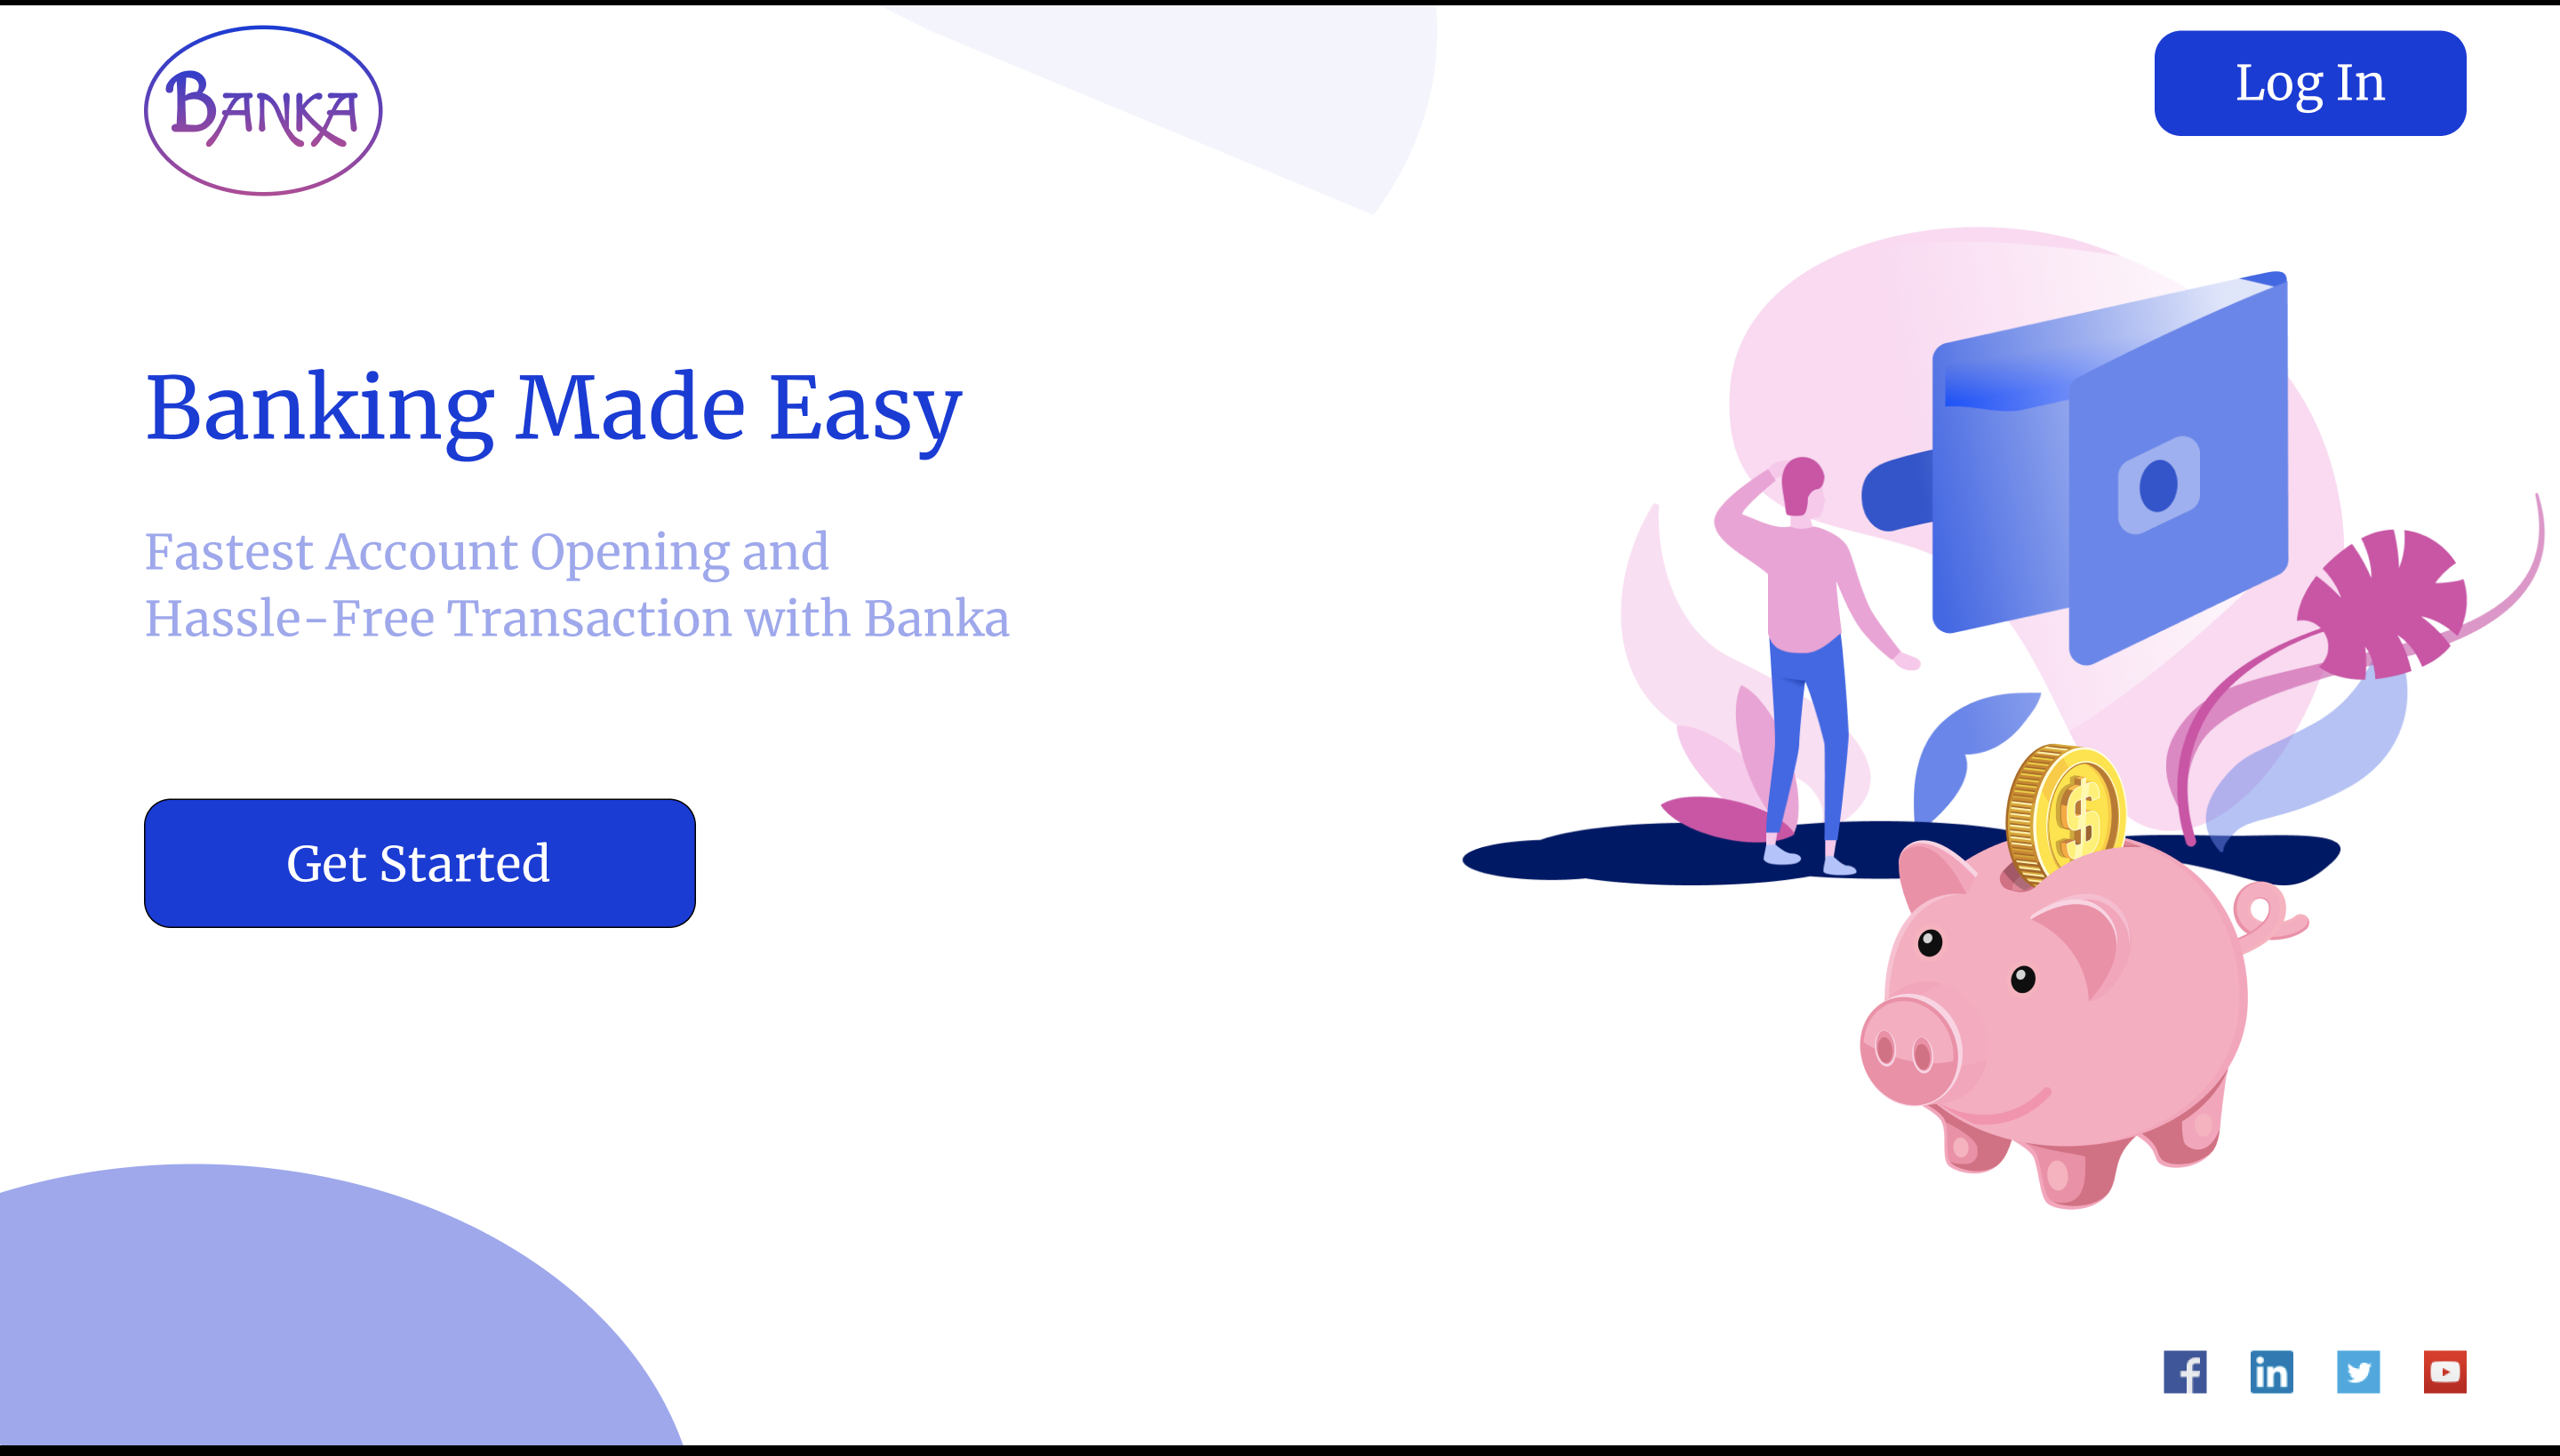 BANKA
Log In
Banking Made Easy
Fastest Account Opening and
Hassle-Free Transaction with Banka
Get Started
$
f
in